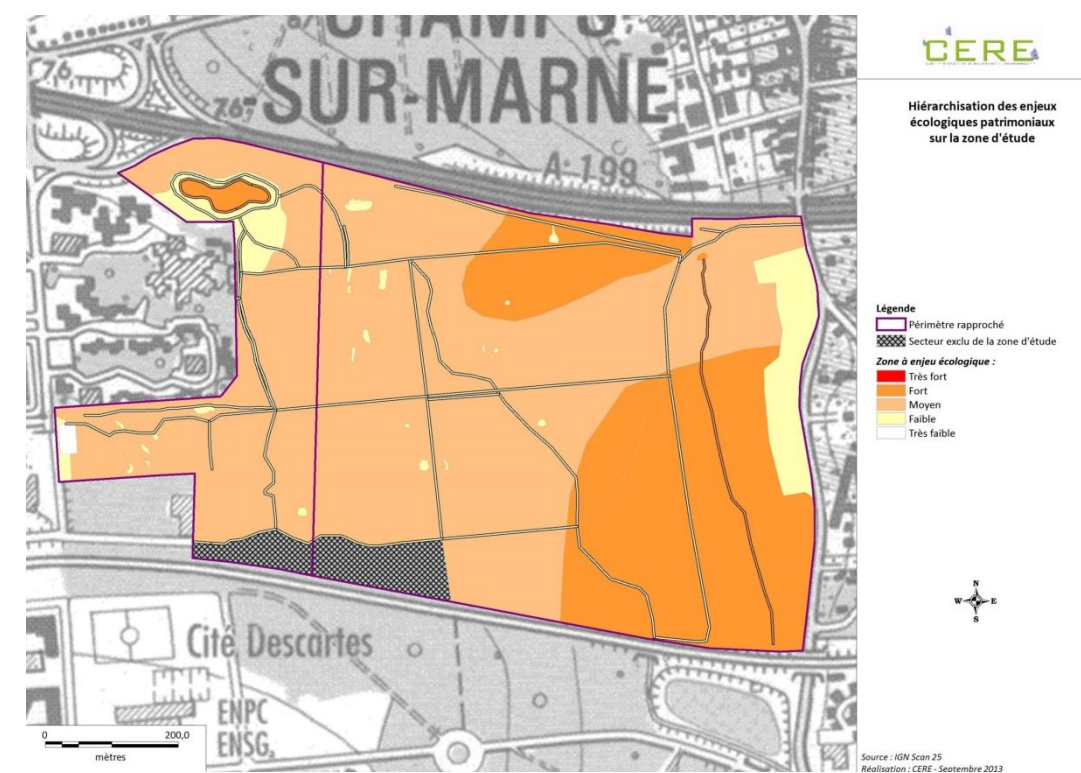 CHAMPS-
SUR-MARNE
76
76
A·199
Cité Descartes
ENPC
ENSG
0 200,0
mètres
CERE
Hiérarchisation des enjeux
écologiques patrimoniaux
sur la zone d'étude
Légende
Périmètre rapproché
Secteur exclu de la zone d'étude
Zone à enjeu écologique :
Très fort
Fort
Moyen
Faible
Très faible
N
W E
S
Source : IGN Scan 25
Réalisation : CERE - Septembre 2013